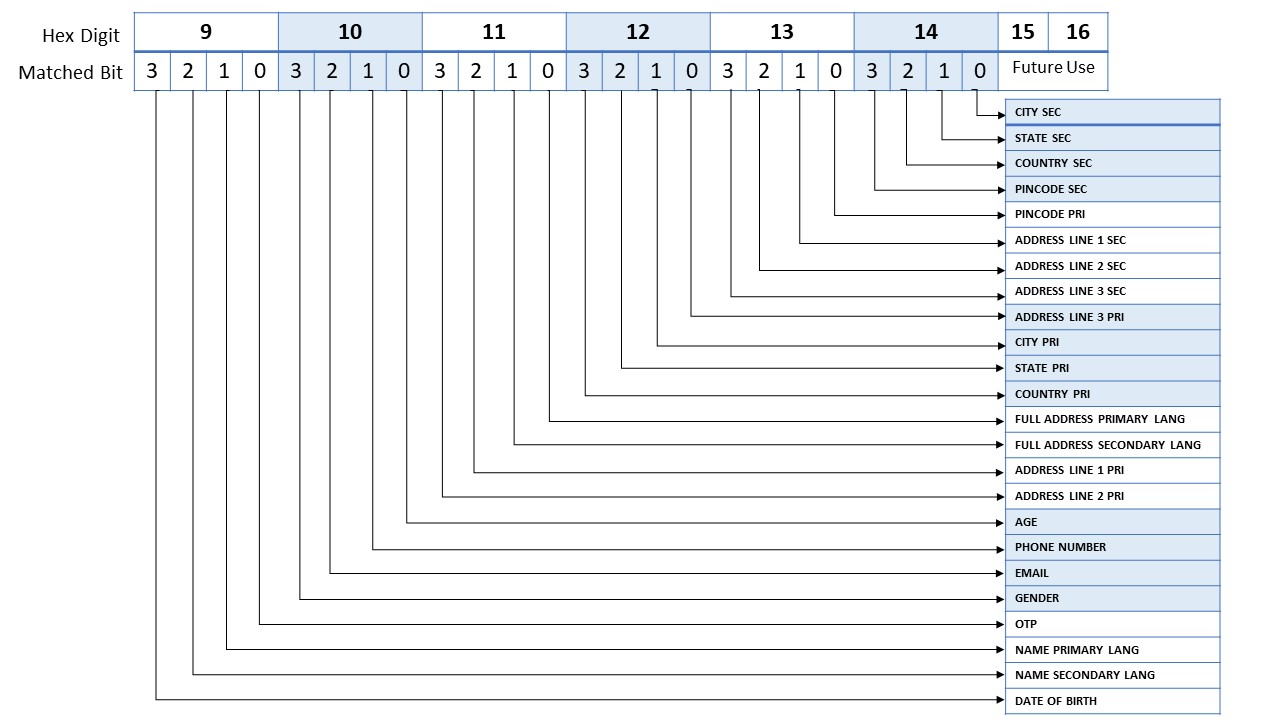 Hex Digit 9 10 11 12 13 14 15 16
Matched Bit 3 2 1 0 3 2 1 0 3 2 1 0 3 2 1 0 3 2 1 0 3 2 1 0 Future Use
CITY SEC
STATE SEC
COUNTRY SEC
PINCODE SEC
PINCODE PRI
ADDRESS LINE 1 SEC
ADDRESS LINE 2 SEC
ADDRESS LINE 3 SEC
ADDRESS LINE 3 PRI
CITY PRI
STATE PRI
COUNTRY PRI
FULL ADDRESS PRIMARY LANG
FULL ADDRESS SECONDARY LANG
ADDRESS LINE 1 PRI
ADDRESS LINE 2 PRI
AGE
PHONE NUMBER
EMAIL
GENDER
OTP
NAME PRIMARY LANG
NAME SECONDARY LANG
DATE OF BIRTH